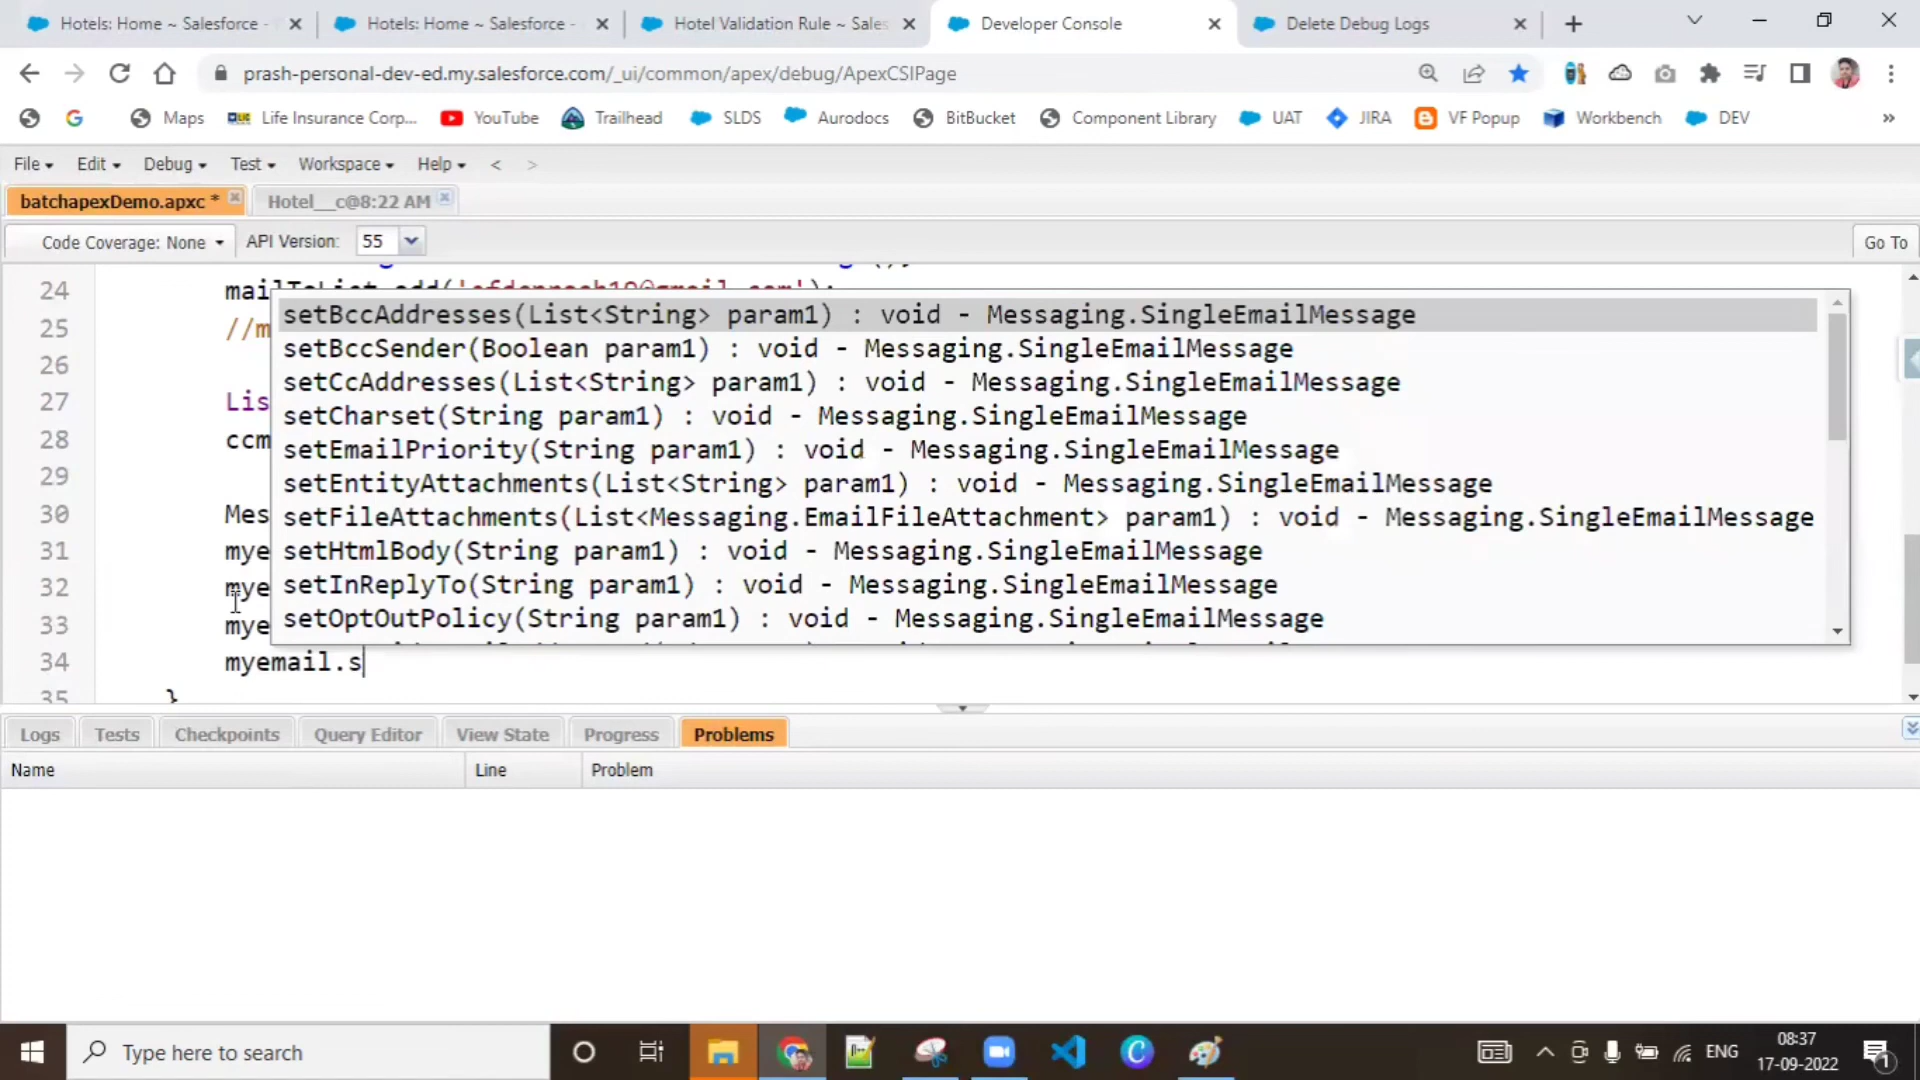 Hotels: Home ~ Salesforce -
Hotels: Home ~ Salesforce -
Hotel Validation Rule ~ Sales
Developer Console
Delete Debug Logs
prash-personal-dev-ed.my.salesforce.com/_ui/common/apex/debug/ApexCSIPage
Maps
Life Insurance Corp...
YouTube
Trailhead
SLDS
Aurodocs
BitBucket
Component Library
UAT
JIRA
VF Popup
Workbench
DEV
»
File Edit Debug Test Workspace Help < >
batchapexDemo.apxc *
Hotel__c@8:22 AM
Code Coverage: None API Version: 55 Go To
24
25 //m
26
27 Lis
28 ccm
29
30 Mes
31 mye
32 mye
33 mye
34 myemail.s
35 }
setBccAddresses(List<String> param1) : void - Messaging.SingleEmailMessage
setBccSender(Boolean param1) : void - Messaging.SingleEmailMessage
setCcAddresses(List<String> param1) : void - Messaging.SingleEmailMessage
setCharset(String param1) : void - Messaging.SingleEmailMessage
setEmailPriority(String param1) : void - Messaging.SingleEmailMessage
setEntityAttachments(List<String> param1) : void - Messaging.SingleEmailMessage
setFileAttachments(List<Messaging.EmailFileAttachment> param1) : void - Messaging.SingleEmailMessage
setHtmlBody(String param1) : void - Messaging.SingleEmailMessage
setInReplyTo(String param1) : void - Messaging.SingleEmailMessage
setOptOutPolicy(String param1) : void - Messaging.SingleEmailMessage
Logs Tests Checkpoints Query Editor View State Progress Problems
Name Line Problem
Type here to search
ENG
08:37
17-09-2022
1